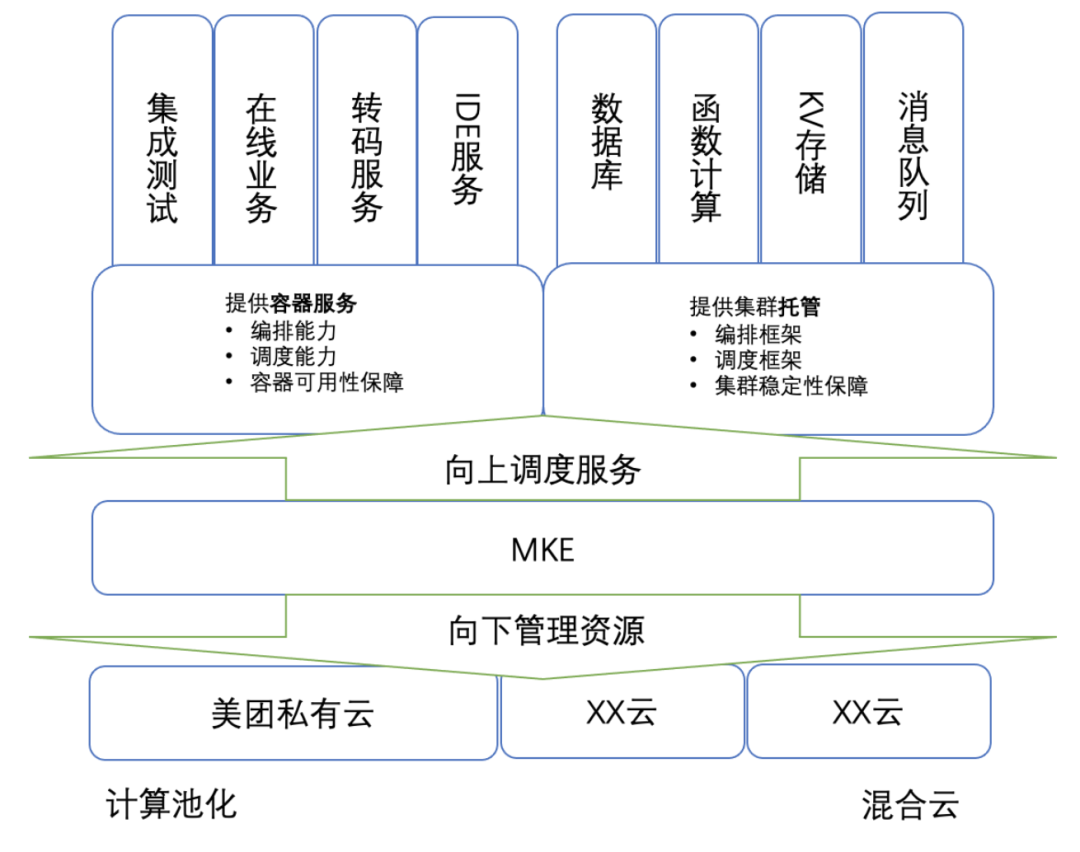 集成测试
在线业务
转码服务
IDE服务
数据库
函数计算
KV存储
消息队列
提供容器服务
• 编排能力
• 调度能力
• 容器可用性保障
提供集群托管
• 编排框架
• 调度框架
• 集群稳定性保障
向上调度服务
MKE
向下管理资源
美团私有云
XX云
XX云
计算池化
混合云